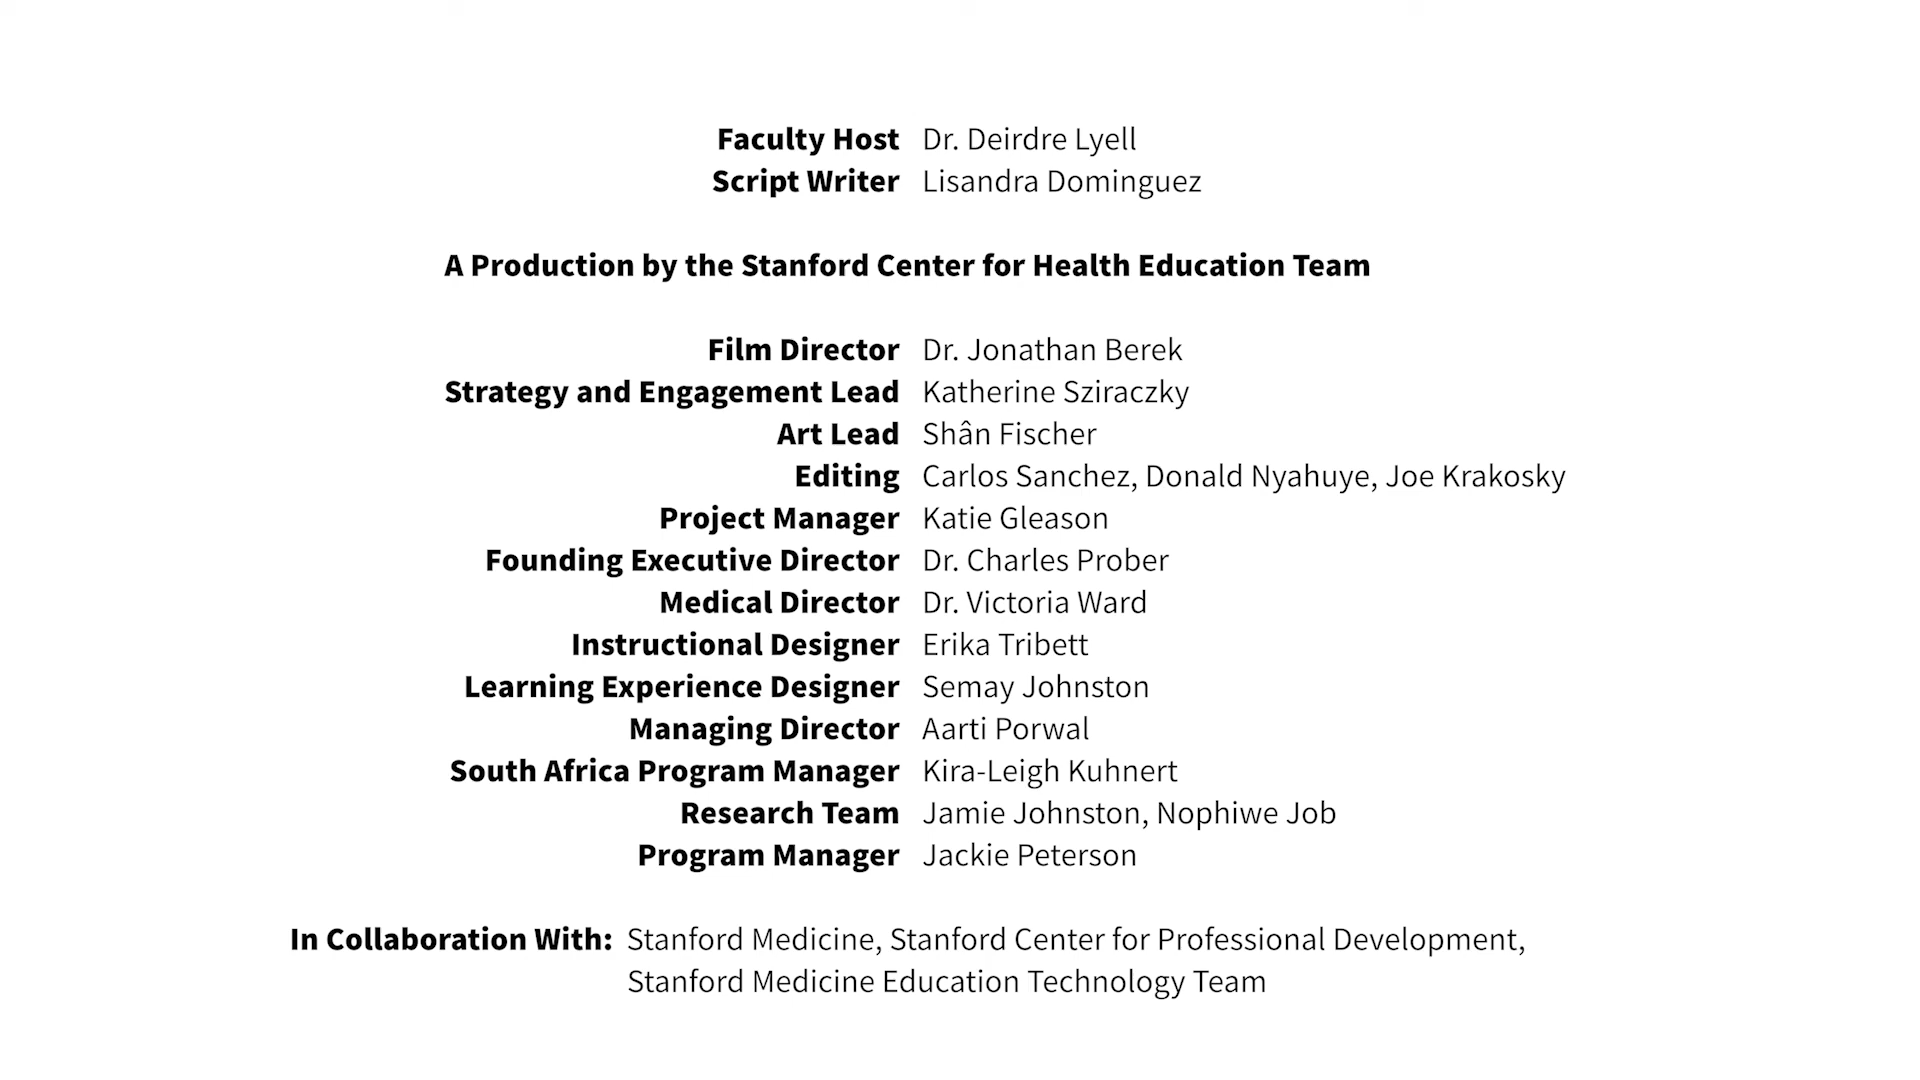 Faculty Host Dr. Deirdre Lyell
Script Writer Lisandra Dominguez
A Production by the Stanford Center for Health Education Team
Film Director Dr. Jonathan Berek
Strategy and Engagement Lead Katherine Sziraczky
Art Lead Shân Fischer
Editing Carlos Sanchez, Donald Nyahuye, Joe Krakosky
Project Manager Katie Gleason
Founding Executive Director Dr. Charles Prober
Medical Director Dr. Victoria Ward
Instructional Designer Erika Tribett
Learning Experience Designer Semay Johnston
Managing Director Aarti Porwal
South Africa Program Manager Kira-Leigh Kuhnert
Research Team Jamie Johnston, Nophiwe Job
Program Manager Jackie Peterson
In Collaboration With: Stanford Medicine, Stanford Center for Professional Development,
Stanford Medicine Education Technology Team